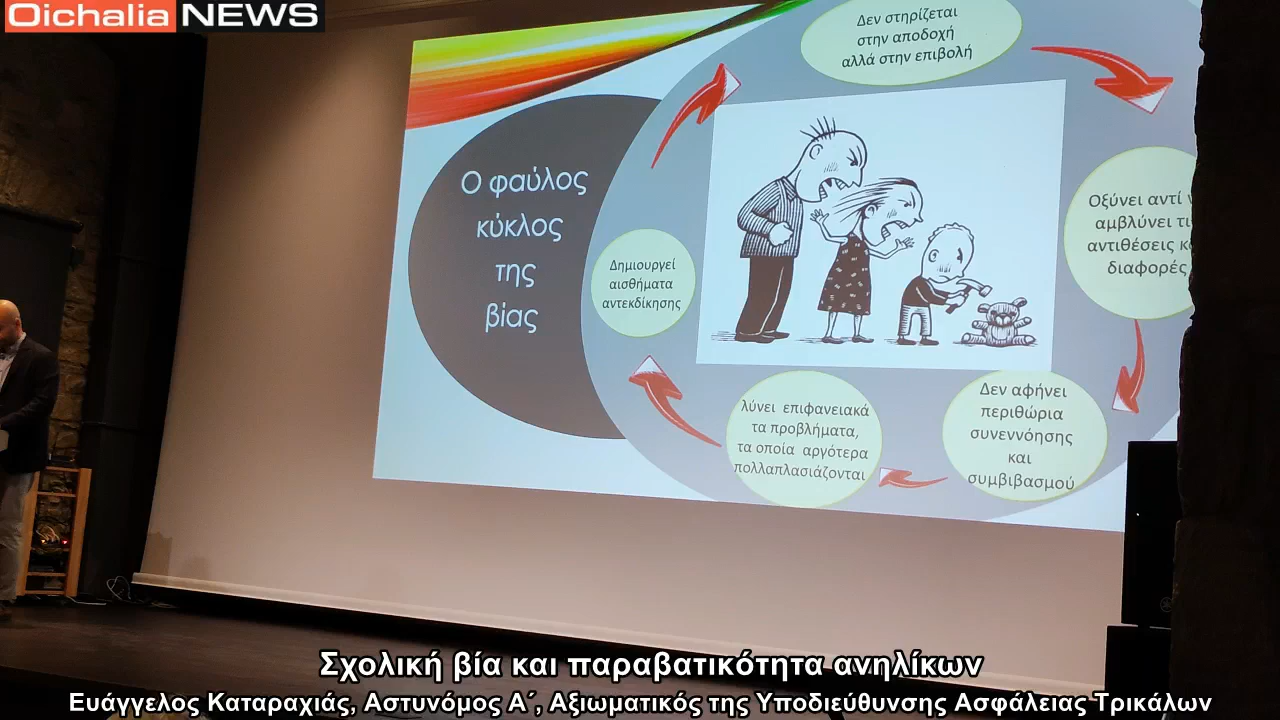 Oichalia NEWS
Δεν στηρίζεται
στην αποδοχή
αλλά στην επιβολή
Ο φαύλος
κύκλος
της
βίας
Οξύνει αντί
αμβλύνει
αντιθέσεις
διαφορές
Δημιουργεί
αισθήματα
αντεκδίκησης
λύνει επιφανειακά
τα προβλήματα,
τα οποία αργότερα
πολλαπλασιάζονται
Δεν αφήνει
περιθώρια
συνεννόησης
και
συμβιβασμού
Σχολική βία και παραβατικότητα ανηλίκων
Ευάγγελος Καταραχιάς, Αστυνόμος Α΄, Αξιωματικός της Υποδιεύθυνσης Ασφάλειας Τρικάλων